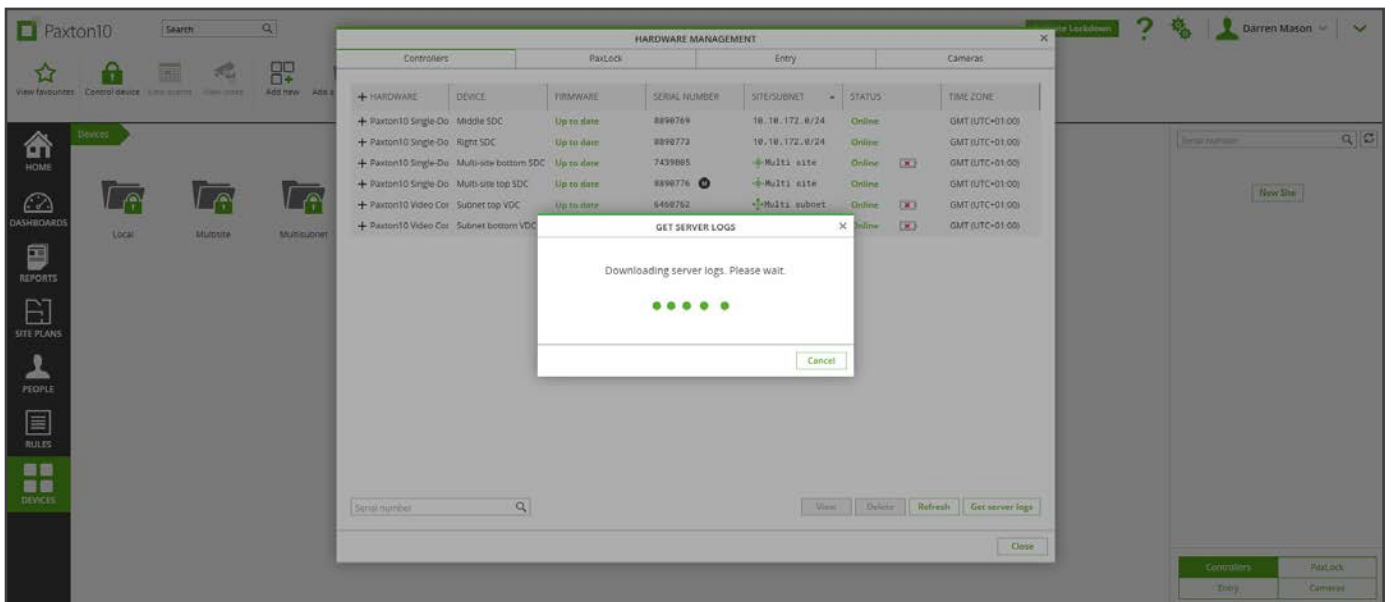 Paxton10
Search
te Lockdown
Darren Mason
View favourites
Control device
Add new
HARDWARE MANAGEMENT
Controllers
PaxLock
Entry
Cameras
HARDWARE DEVICE FIRMWARE SERIAL NUMBER SITE/SUBNET STATUS TIME ZONE
Paxton10 Single-Do Middle SDC Up to date 8890769 10.10.172.0/24 Online GMT (UTC+01:00)
Paxton10 Single-Do Right SDC Up to date 8890773 10.10.172.0/24 Online GMT (UTC+01:00)
Paxton10 Single-Do Multi-site bottom SDC Up to date 7439005 Multi site Online GMT (UTC+01:00)
Paxton10 Single-Do Multi-site top SDC Up to date 8890776 M Multi site Online GMT (UTC+01:00)
Paxton10 Video Cor Subnet top VDC Up to date 6460762 Multi subnet Online GMT (UTC+01:00)
Paxton10 Video Cor Subnet bottom VDC Online GMT (UTC+01:00)
GET SERVER LOGS
Downloading server logs. Please wait.
Cancel
Serial number
View
Delete
Refresh
Get server logs
Close
Devices
HOME
DASHBOARDS
REPORTS
SITE PLANS
PEOPLE
RULES
DEVICES
Local
Multisite
Multisubnet
Serial number
New Site
Controllers
PaxLock
Entry
Cameras